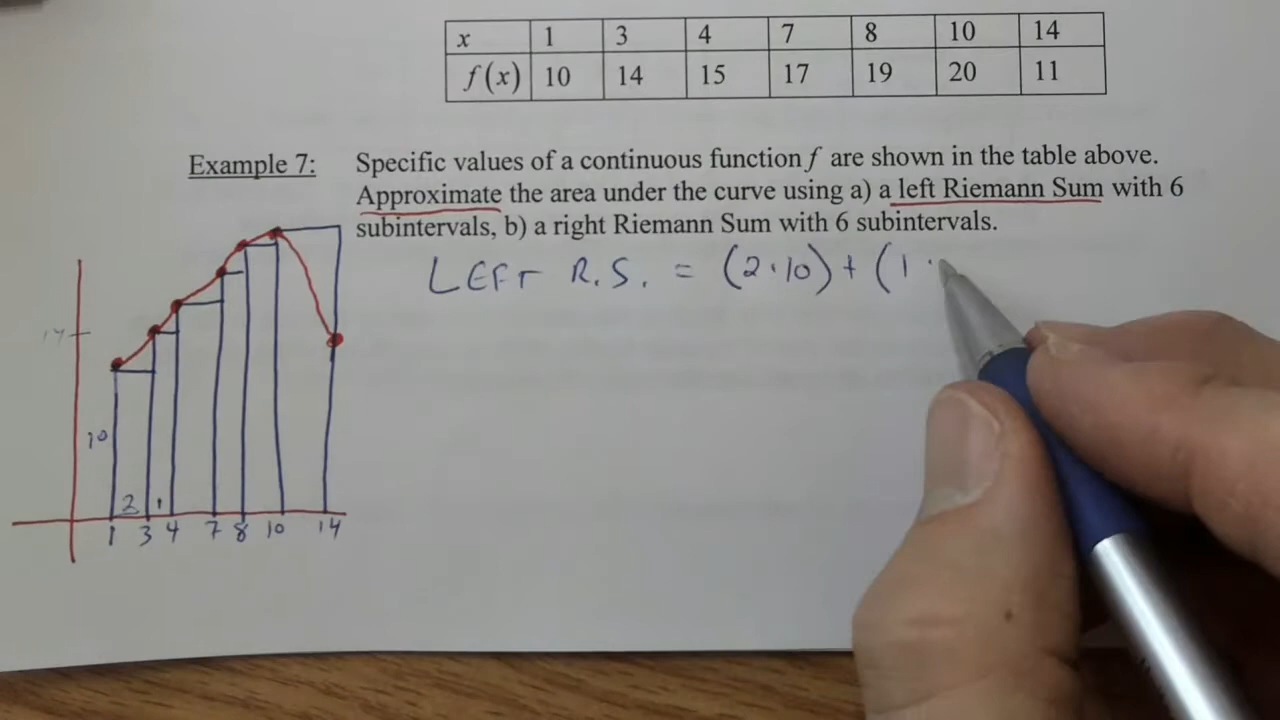 x 1 3 4 7 8 10 14
f(x) 10 14 15 17 19 20 11
Example 7: Specific values of a continuous function f are shown in the table above.
Approximate the area under the curve using a) a left Riemann Sum with 6
subintervals, b) a right Riemann Sum with 6 subintervals.
LEFT R.S. = (2·10) + (1 ·
14
10
2 1
1 3 4 7 8 10 14